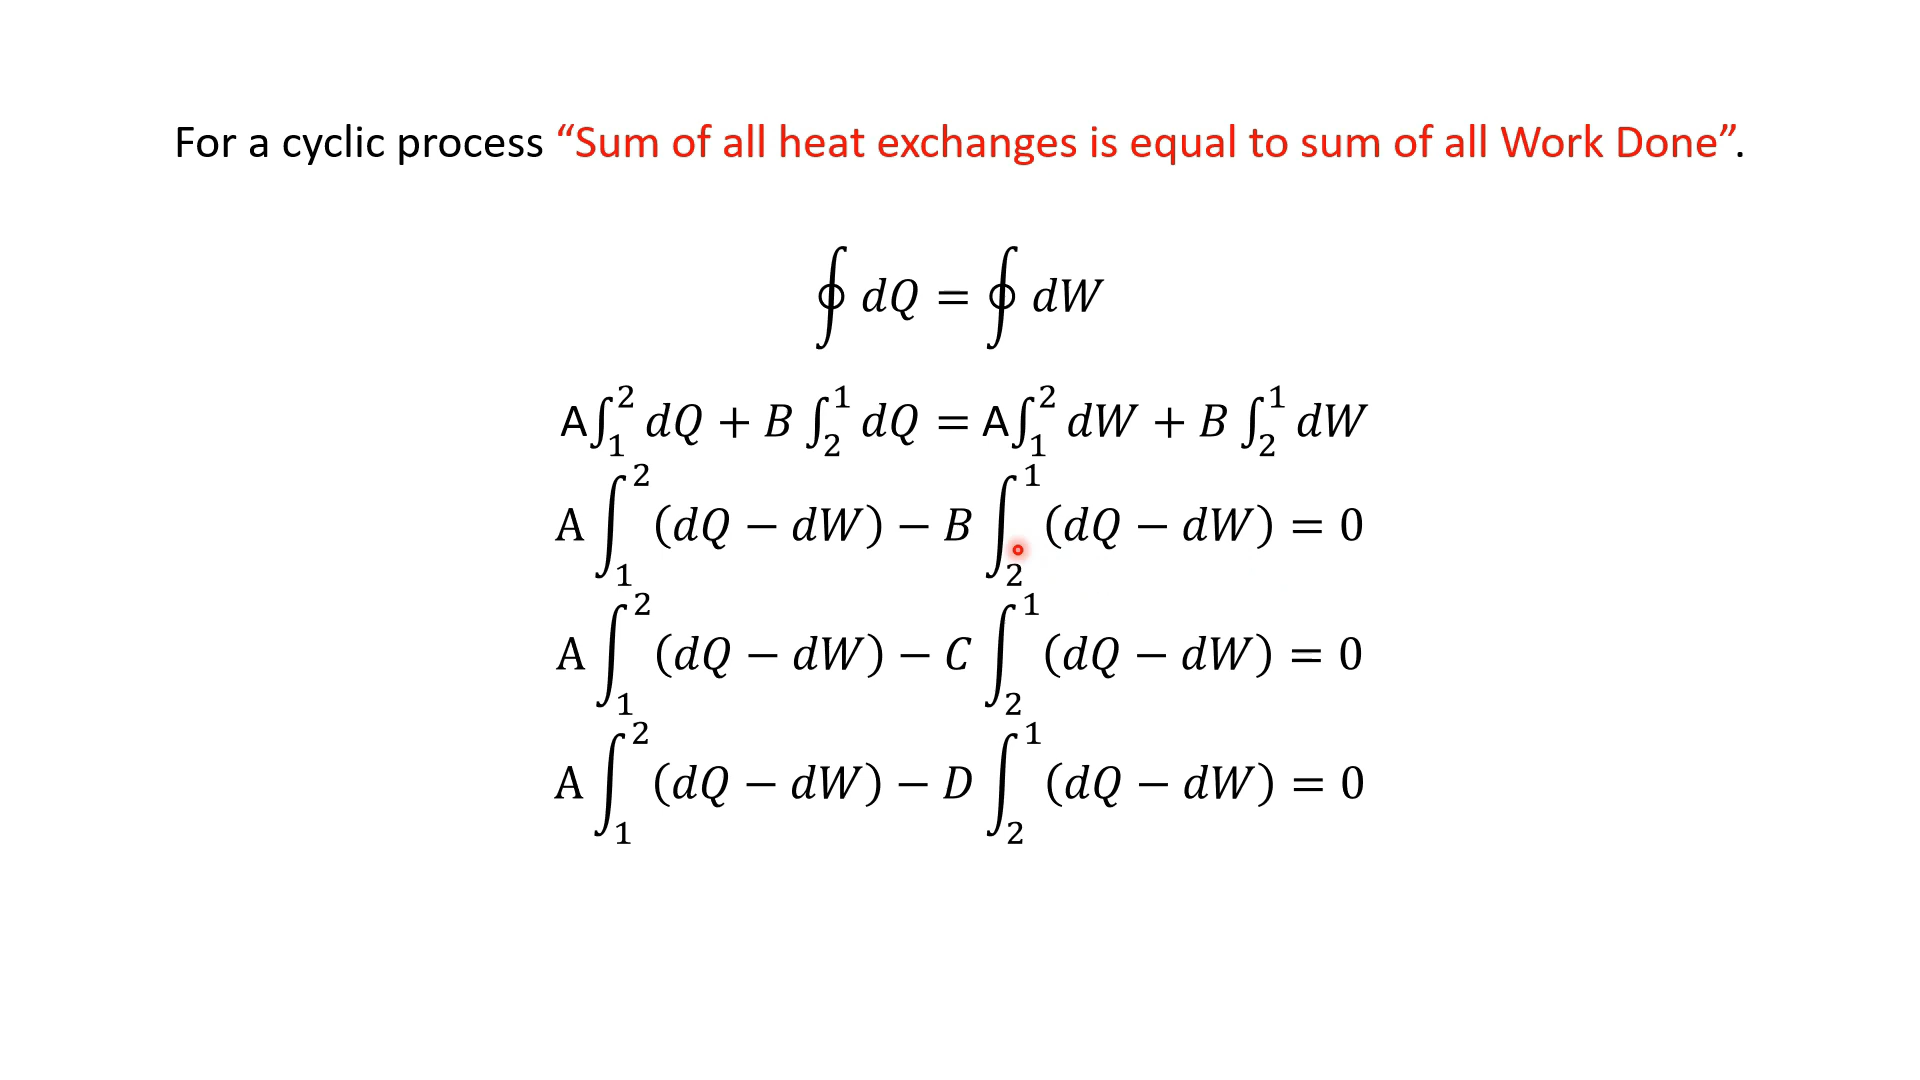 For a cyclic process “Sum of all heat exchanges is equal to sum of all Work Done”.
∮ dQ = ∮ dW
A∫₁² dQ + B ∫₂¹ dQ = A∫₁² dW + B ∫₂¹ dW
A ∫₁² (dQ − dW) − B ∫₂¹ (dQ − dW) = 0
A ∫₁² (dQ − dW) − C ∫₂¹ (dQ − dW) = 0
A ∫₁² (dQ − dW) − D ∫₂¹ (dQ − dW) = 0